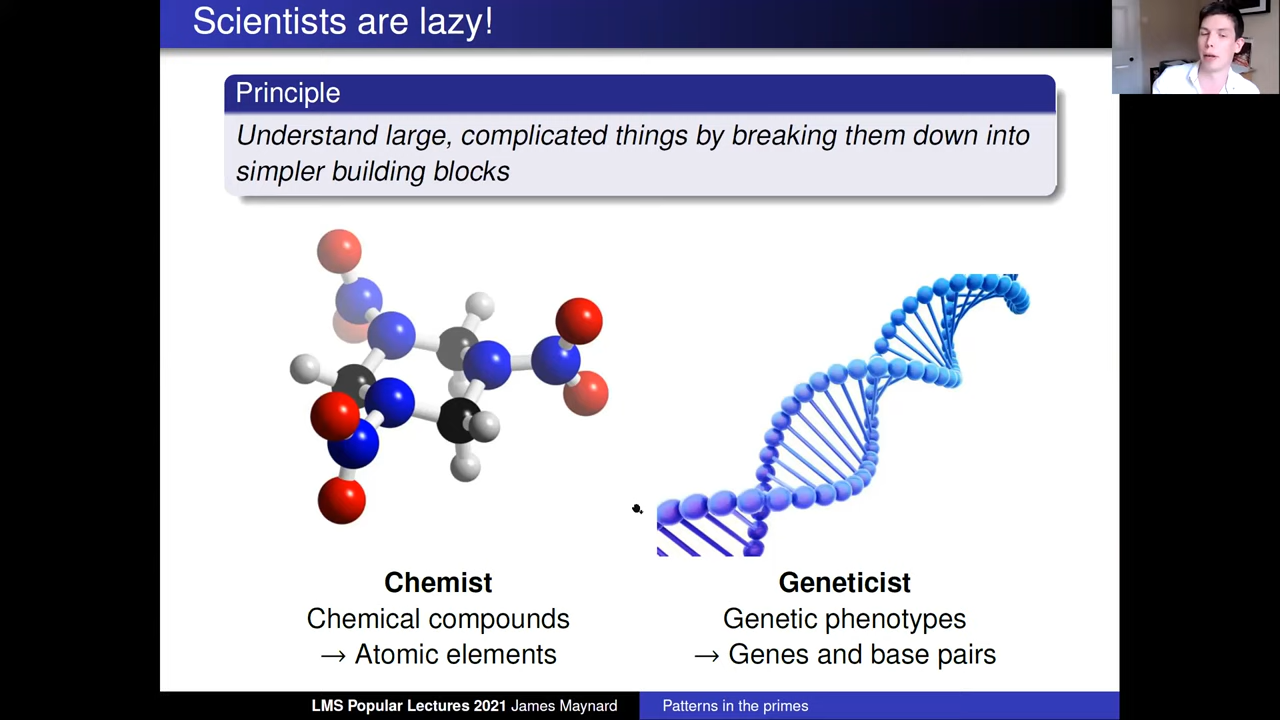 Scientists are lazy!
Principle
Understand large, complicated things by breaking them down into
simpler building blocks
Chemist
Chemical compounds
→ Atomic elements
Geneticist
Genetic phenotypes
→ Genes and base pairs
LMS Popular Lectures 2021 James Maynard
Patterns in the primes